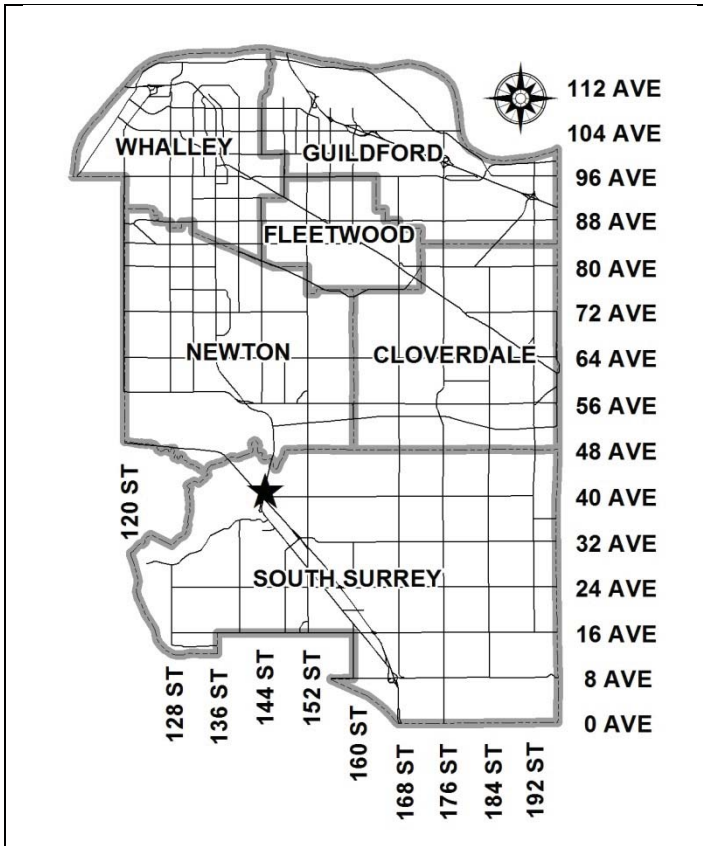 112 AVE
104 AVE
WHALLEY
GUILDFORD
96 AVE
88 AVE
FLEETWOOD
80 AVE
72 AVE
NEWTON
CLOVERDALE
64 AVE
56 AVE
48 AVE
120 ST
40 AVE
32 AVE
SOUTH SURREY
24 AVE
16 AVE
8 AVE
0 AVE
128 ST
136 ST
144 ST
152 ST
160 ST
168 ST
176 ST
184 ST
192 ST